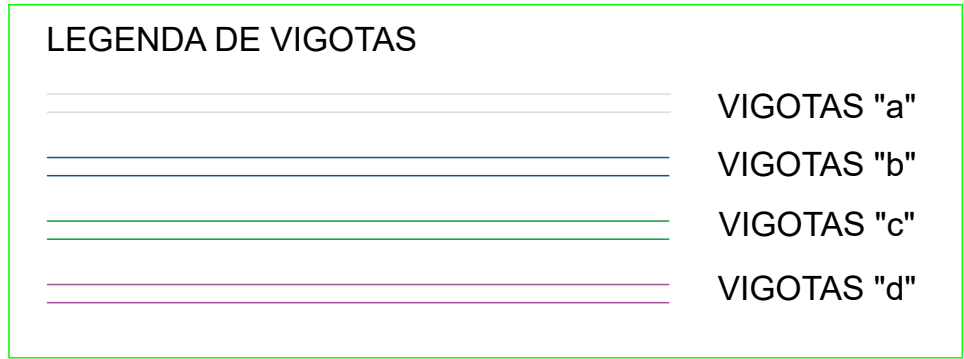 LEGENDA DE VIGOTAS
VIGOTAS "a"
VIGOTAS "b"
VIGOTAS "c"
VIGOTAS "d"